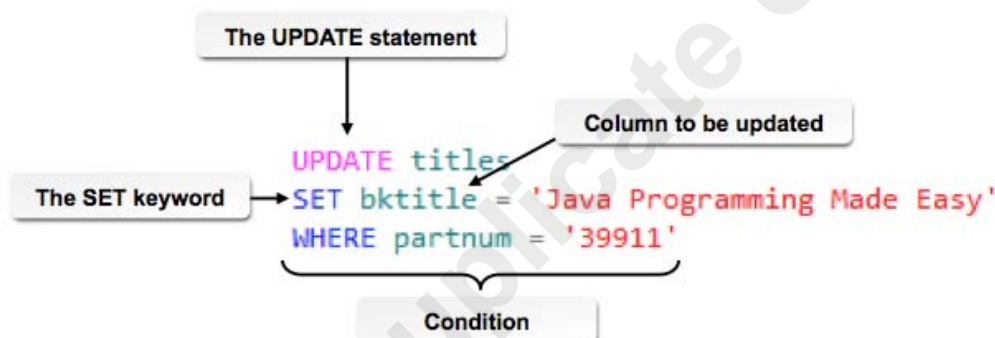 The UPDATE statement
Column to be updated
UPDATE titles
The SET keyword
SET bktitle = 'Java Programming Made Easy'
WHERE partnum = '39911'
Condition